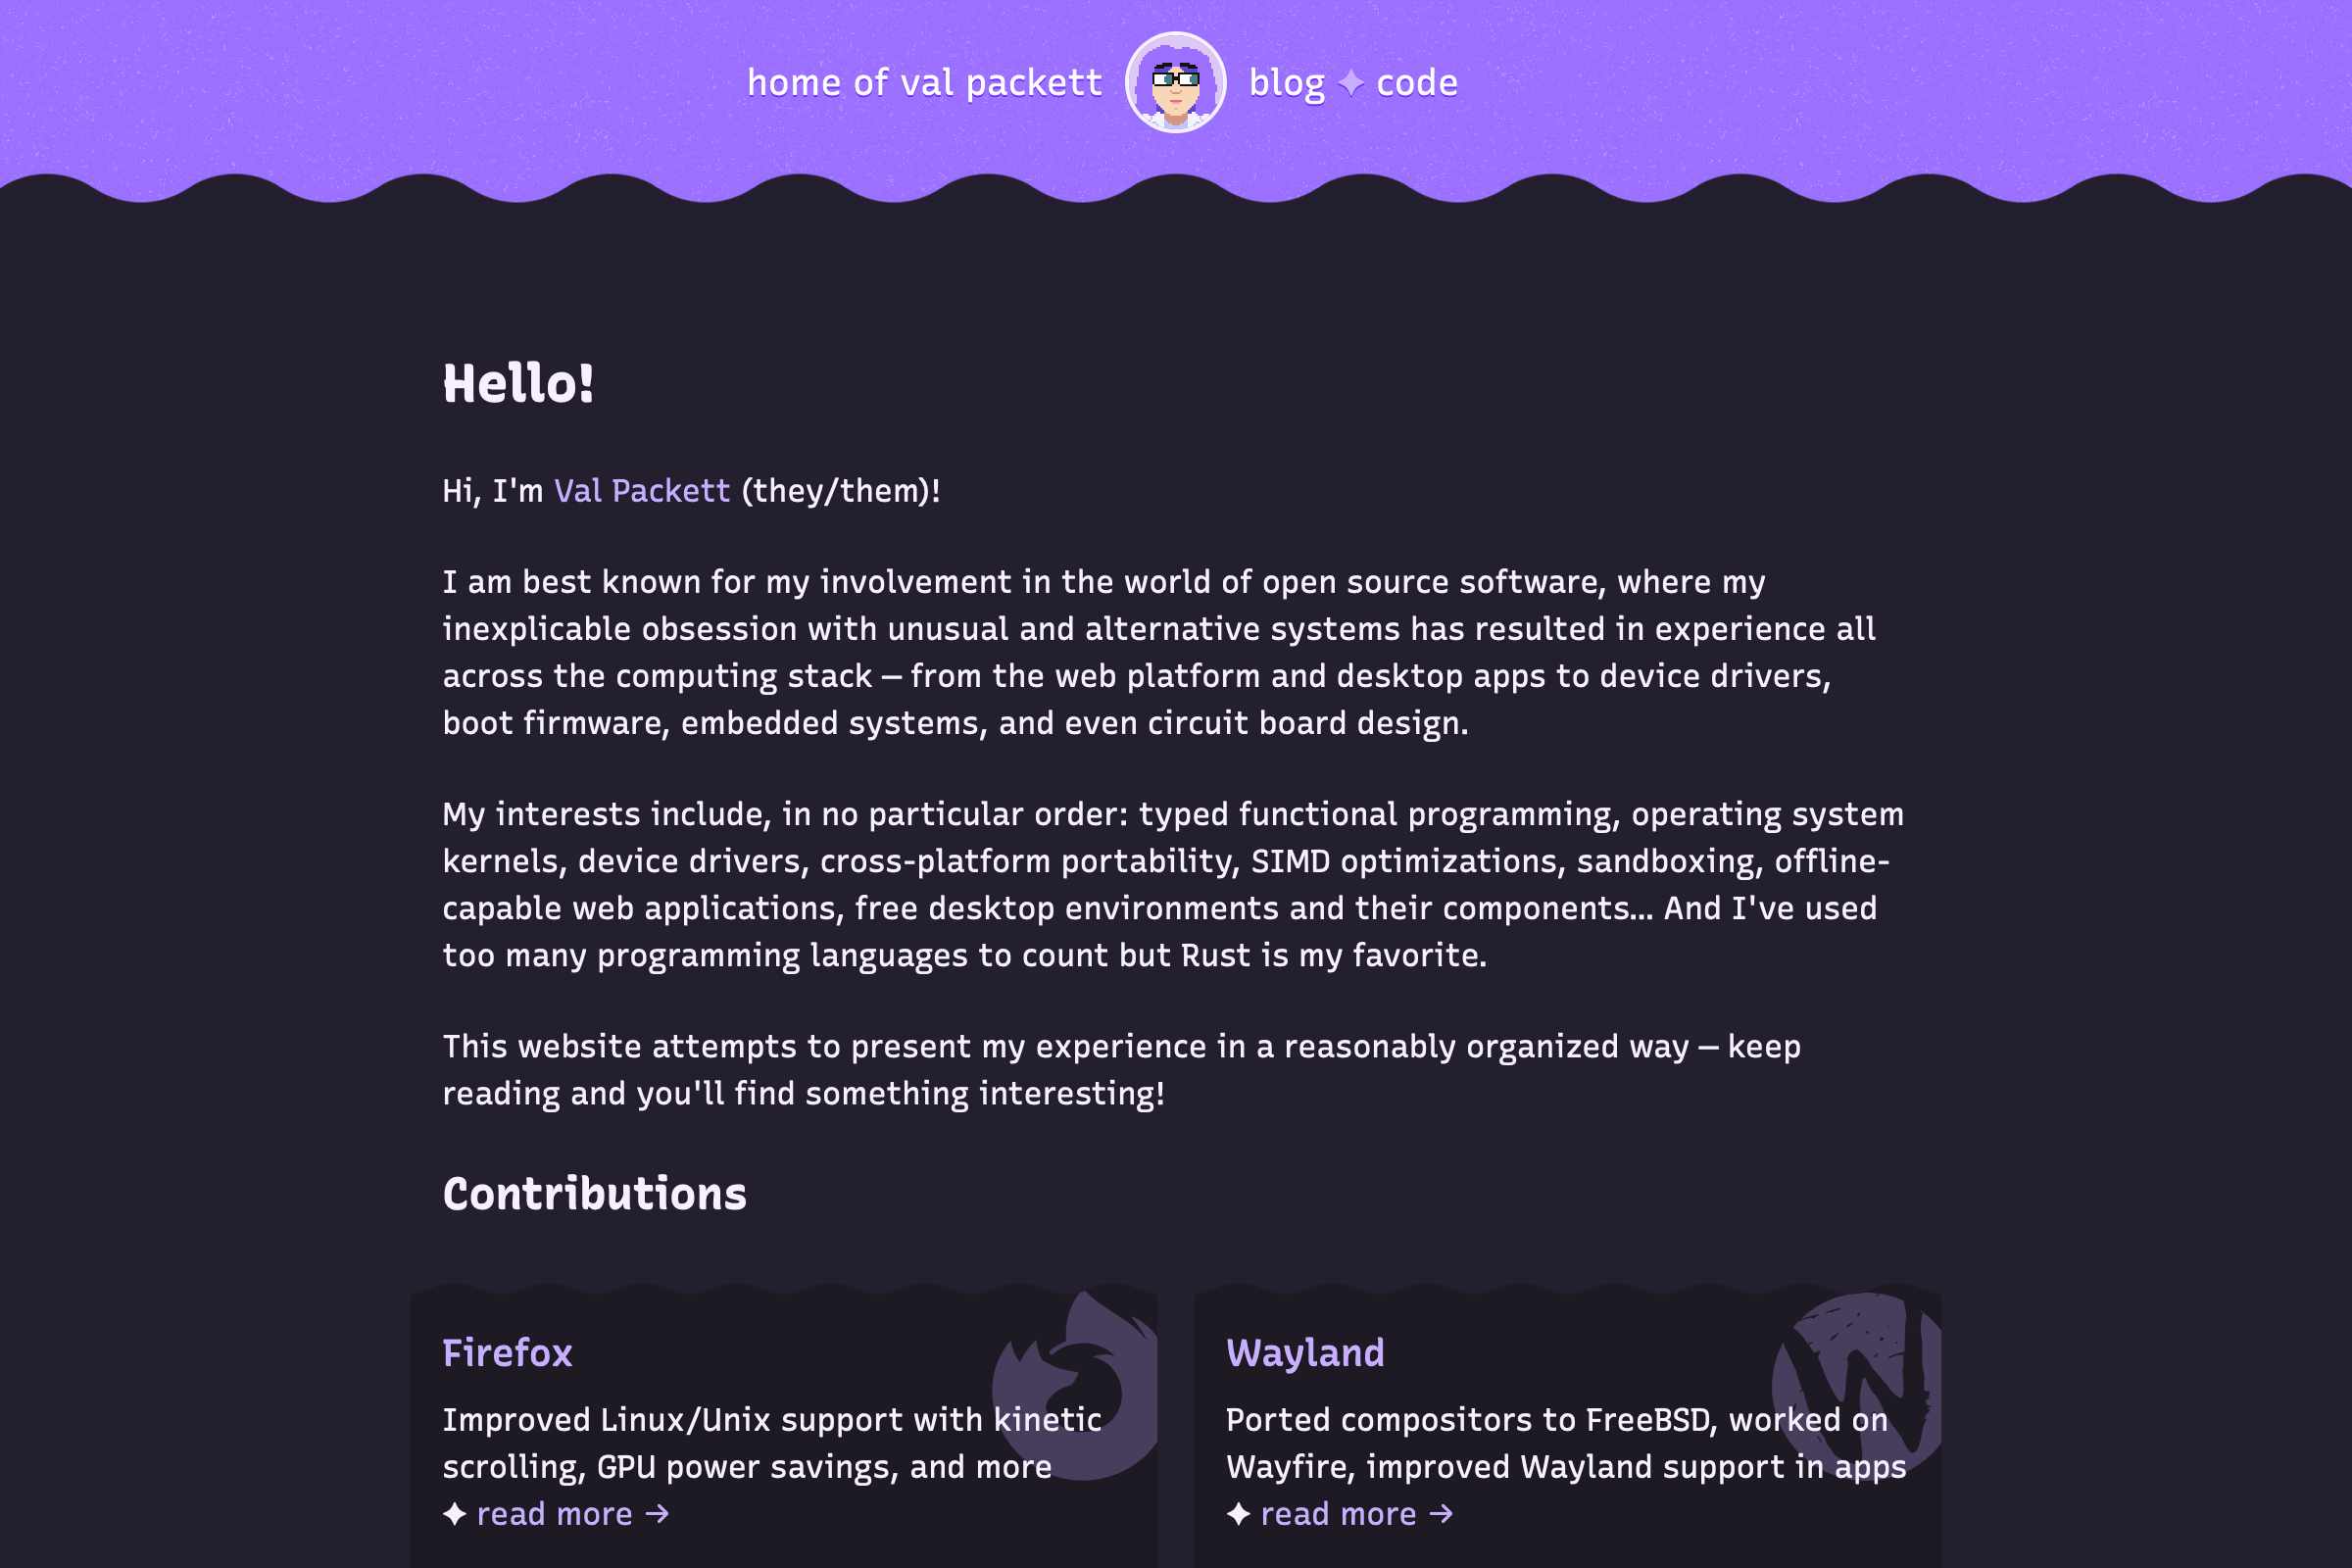 home of val packett blog ✦ code
Hello!
Hi, I'm Val Packett (they/them)!
I am best known for my involvement in the world of open source software, where my
inexplicable obsession with unusual and alternative systems has resulted in experience all
across the computing stack — from the web platform and desktop apps to device drivers,
boot firmware, embedded systems, and even circuit board design.
My interests include, in no particular order: typed functional programming, operating system
kernels, device drivers, cross-platform portability, SIMD optimizations, sandboxing, offline-
capable web applications, free desktop environments and their components... And I've used
too many programming languages to count but Rust is my favorite.
This website attempts to present my experience in a reasonably organized way — keep
reading and you'll find something interesting!
Contributions
Firefox
Improved Linux/Unix support with kinetic
scrolling, GPU power savings, and more
✦ read more →
Wayland
Ported compositors to FreeBSD, worked on
Wayfire, improved Wayland support in apps
✦ read more →